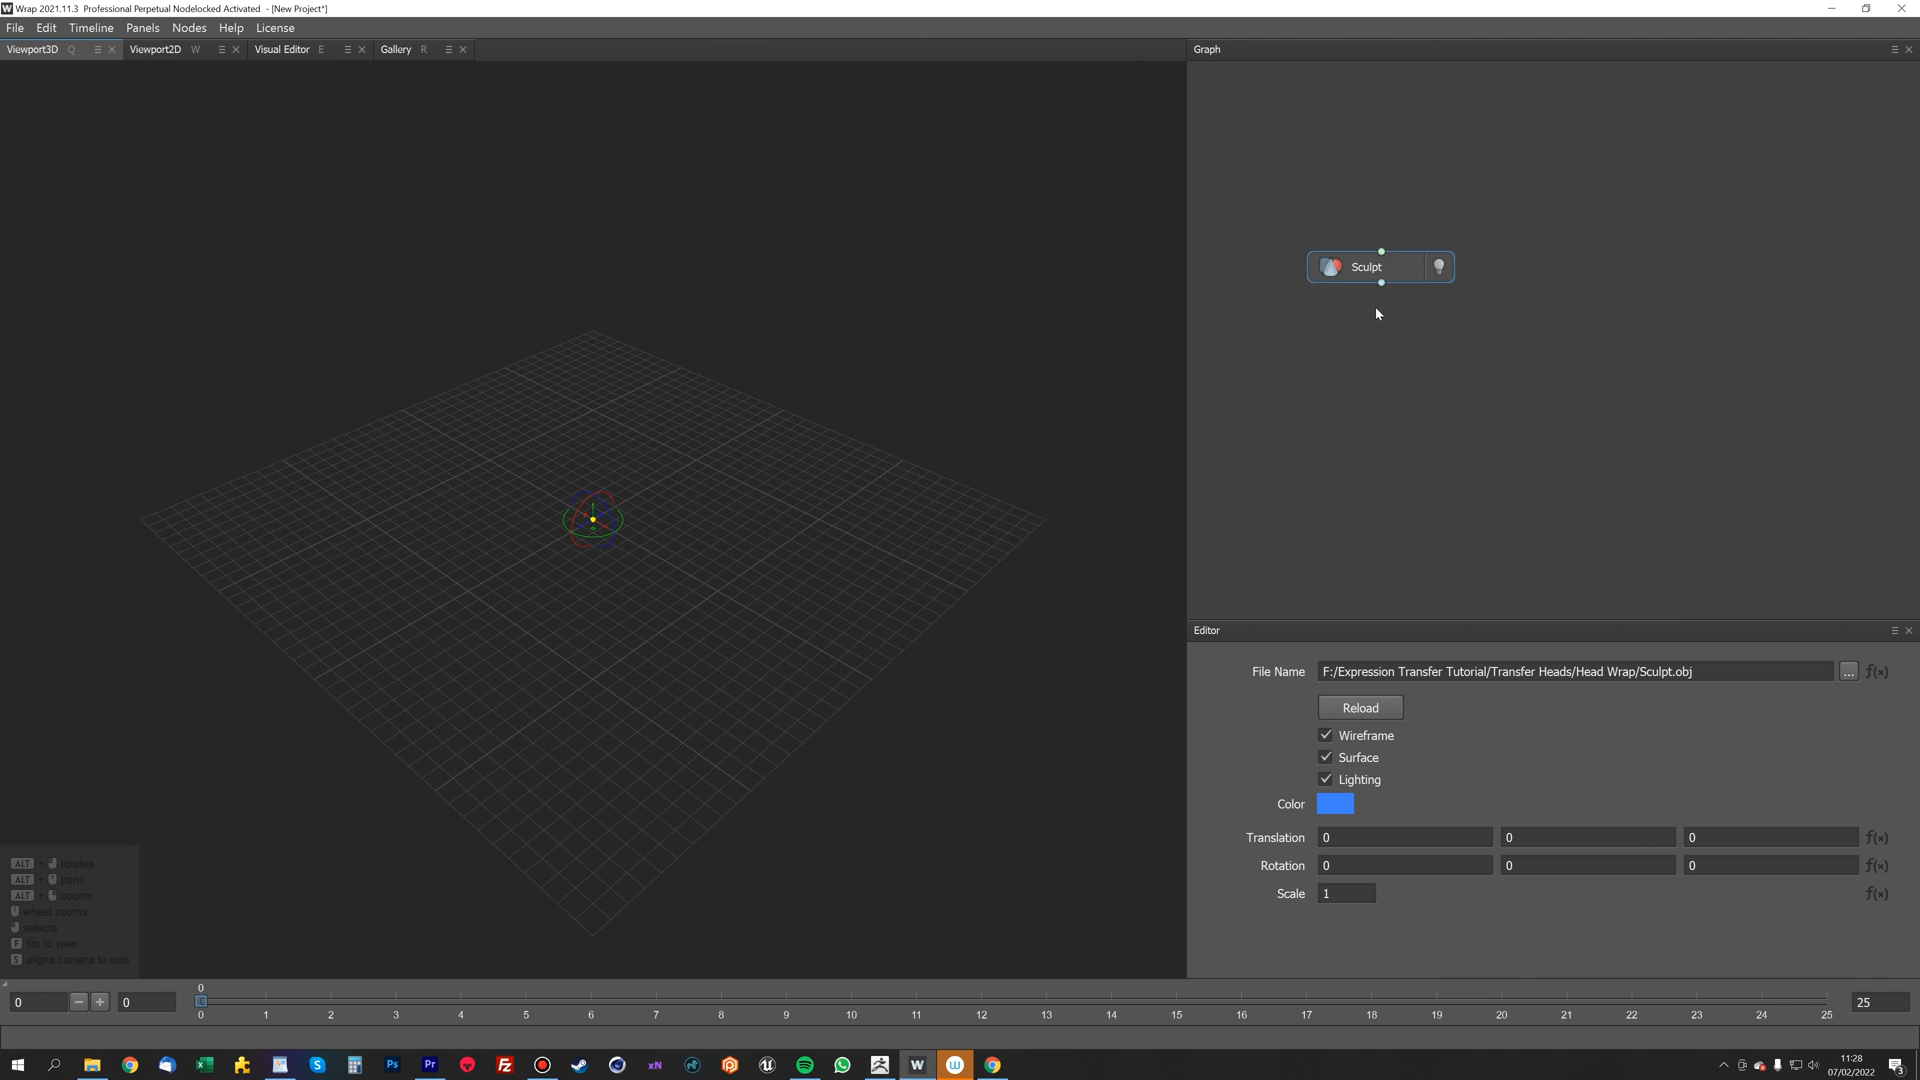 Wrap 2021.11.3  Professional Perpetual Nodelocked Activated  - [New Project*]
File Edit Timeline Panels Nodes Help License
Viewport3D Q Viewport2D W Visual Editor E Gallery R Graph
Sculpt
Editor
File Name F:/Expression Transfer Tutorial/Transfer Heads/Head Wrap/Sculpt.obj ... f(x)
Reload
Wireframe
Surface
Lighting
Color
Translation 0 0 0 f(x)
Rotation 0 0 0 f(x)
Scale 1 f(x)
ALT + rotates
ALT + pans
ALT + zooms
wheel zooms
selects
F fits to view
S aligns camera to axis
0
0 − + 0 25
0 1 2 3 4 5 6 7 8 9 10 11 12 13 14 15 16 17 18 19 20 21 22 23 24 25
Ps Pr Fz xN W w
11:28
07/02/2022
3